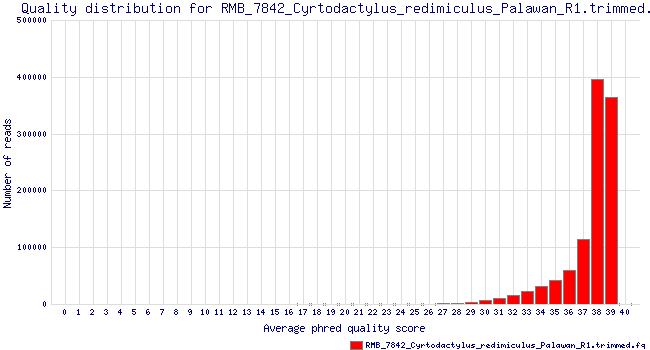 Quality distribution for RMB_7842_Cyrtodactylus_redimiculus_Palawan_R1.trimmed.
500000
400000
300000
200000
100000
0
Number of reads
0 1 2 3 4 5 6 7 8 9 10 11 12 13 14 15 16 17 18 19 20 21 22 23 24 25 26 27 28 29 30 31 32 33 34 35 36 37 38 39 40
Average phred quality score
RMB_7842_Cyrtodactylus_redimiculus_Palawan_R1.trimmed.fq